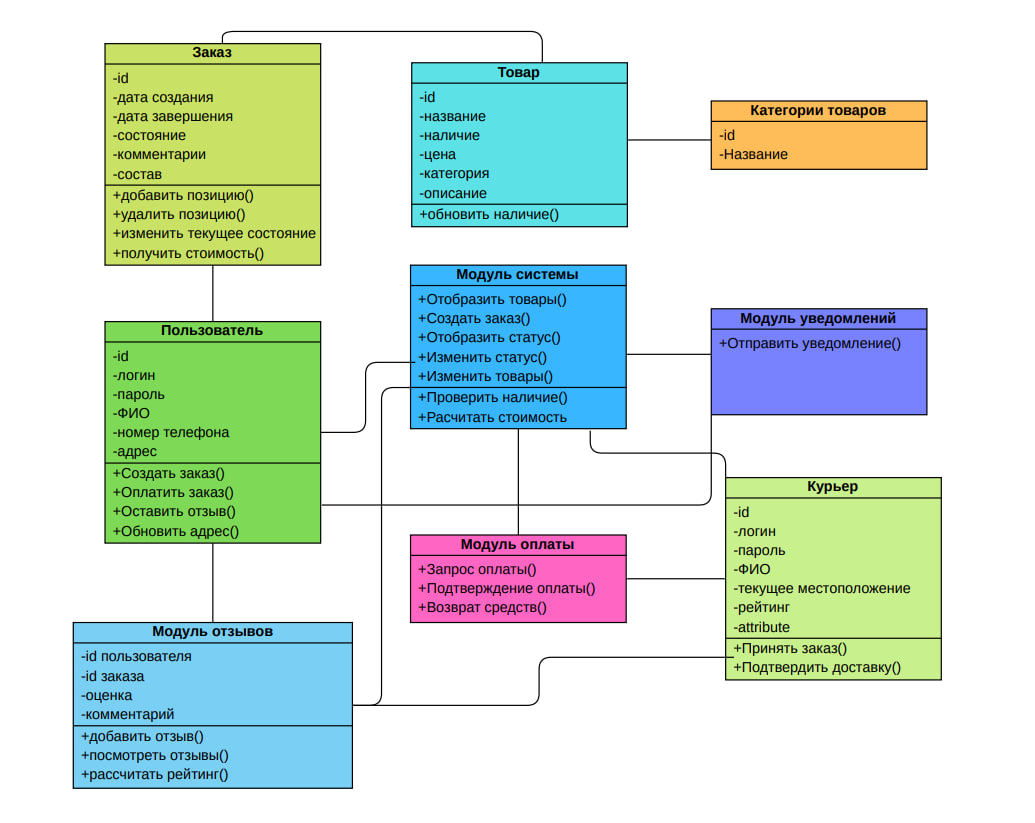 Заказ
-id
-дата создания
-дата завершения
-состояние
-комментарии
-состав
+добавить позицию()
+удалить позицию()
+изменить текущее состояние
+получить стоимость()
Товар
-id
-название
-наличие
-цена
-категория
-описание
+обновить наличие()
Категории товаров
-id
-Название
Пользователь
-id
-логин
-пароль
-ФИО
-номер телефона
-адрес
+Создать заказ()
+Оплатить заказ()
+Оставить отзыв()
+Обновить адрес()
Модуль системы
+Отобразить товары()
+Создать заказ()
+Отобразить статус()
+Изменить статус()
+Изменить товары()
+Проверить наличие()
+Расчитать стоимость
Модуль уведомлений
+Отправить уведомление()
Модуль оплаты
+Запрос оплаты()
+Подтверждение оплаты()
+Возврат средств()
Курьер
-id
-логин
-пароль
-ФИО
-текущее местоположение
-рейтинг
-attribute
+Принять заказ()
+Подтвердить доставку()
Модуль отзывов
-id пользователя
-id заказа
-оценка
-комментарий
+добавить отзыв()
+посмотреть отзывы()
+рассчитать рейтинг()